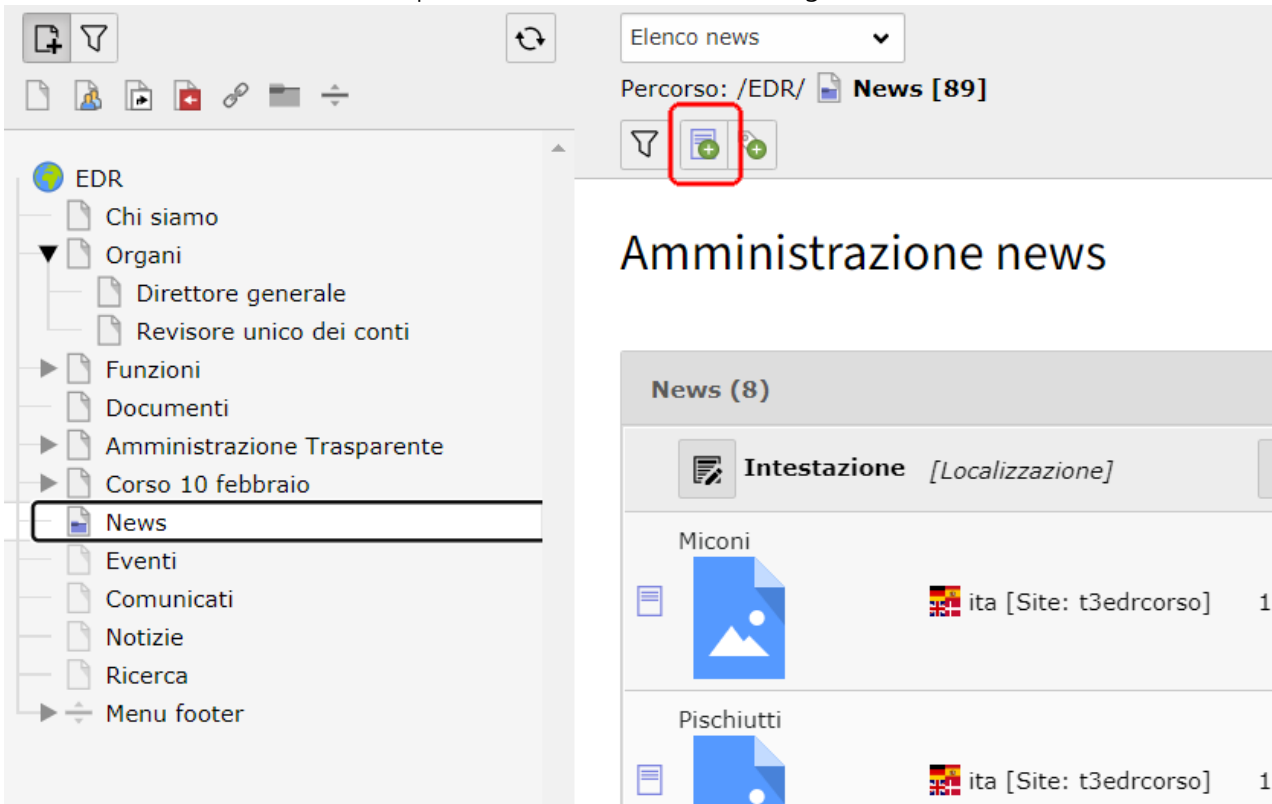 Elenco news
Percorso: /EDR/ News [89]
EDR
Chi siamo
Organi
Direttore generale
Revisore unico dei conti
Funzioni
Documenti
Amministrazione Trasparente
Corso 10 febbraio
News
Eventi
Comunicati
Notizie
Ricerca
Menu footer
Amministrazione news
News (8)
Intestazione [Localizzazione]
Miconi
ita [Site: t3edrcorso] 1
Pischiutti
ita [Site: t3edrcorso] 1